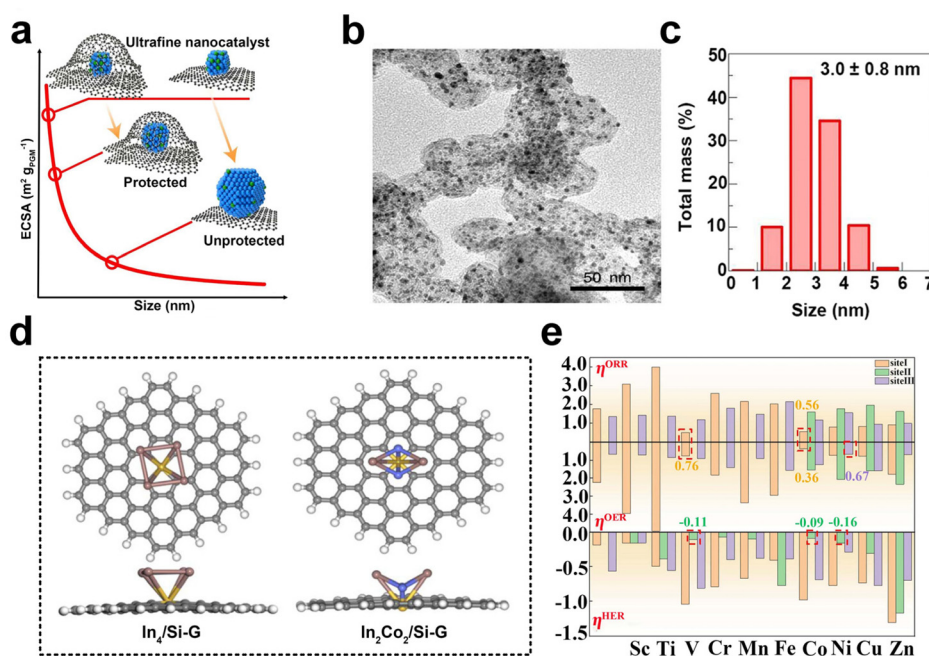 a
Ultrafine nanocatalyst
Protected
Unprotected
ECSA (m² g_PGM⁻¹)
Size (nm)
b
50 nm
c
3.0 ± 0.8 nm
Total mass (%)
50
40
30
20
10
0
0 1 2 3 4 5 6 7
Size (nm)
d
In₄/Si-G
In₂Co₂/Si-G
e
siteI
siteII
siteIII
η^ORR
4.0
3.0
2.0
1.0
0.0
1.0
2.0
3.0
0.56
0.76
0.36
0.67
η^OER
0.0
-0.5
-1.0
-1.5
-0.11
-0.09
-0.16
η^HER
Sc Ti V Cr Mn Fe Co Ni Cu Zn